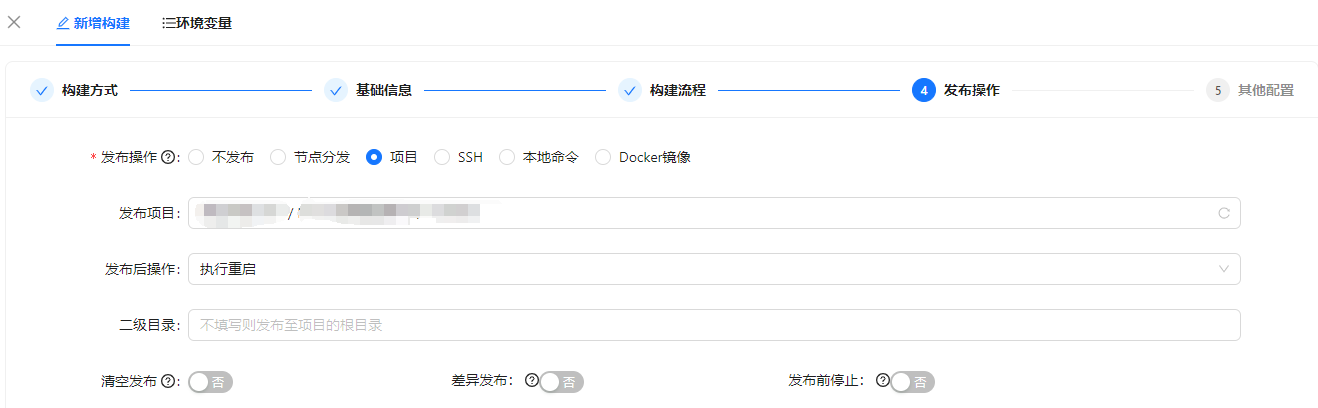 新增构建 环境变量
构建方式 基础信息 构建流程 4 发布操作 5 其他配置
* 发布操作 ? : 不发布 节点分发 项目 SSH 本地命令 Docker镜像
发布项目: /
发布后操作: 执行重启
二级目录: 不填写则发布至项目的根目录
清空发布 ? : 否 差异发布: ? 否 发布前停止: ? 否